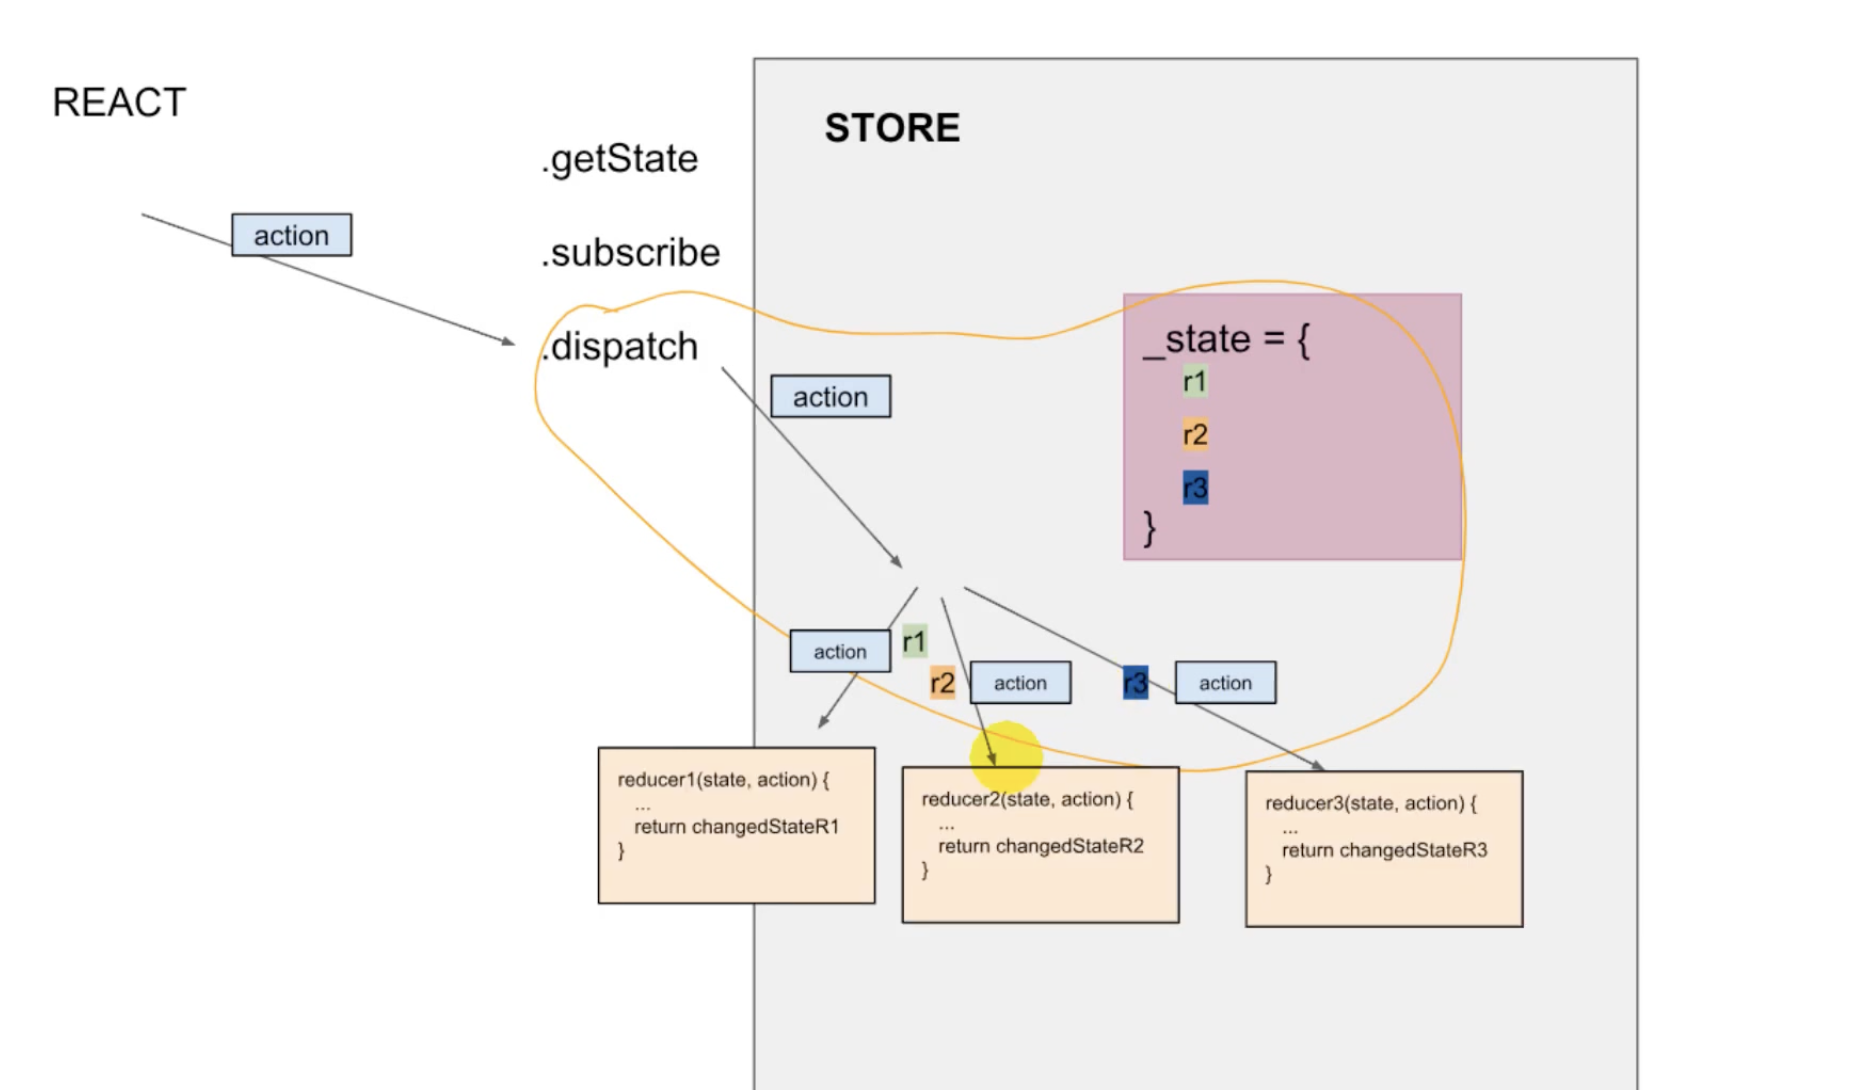 REACT
STORE
.getState
action
.subscribe
.dispatch
action
_state = {
r1
r2
r3
}
action
r1
r2
action
r3
action
reducer1(state, action) {
...
return changedStateR1
}
reducer2(state, action) {
...
return changedStateR2
}
reducer3(state, action) {
...
return changedStateR3
}